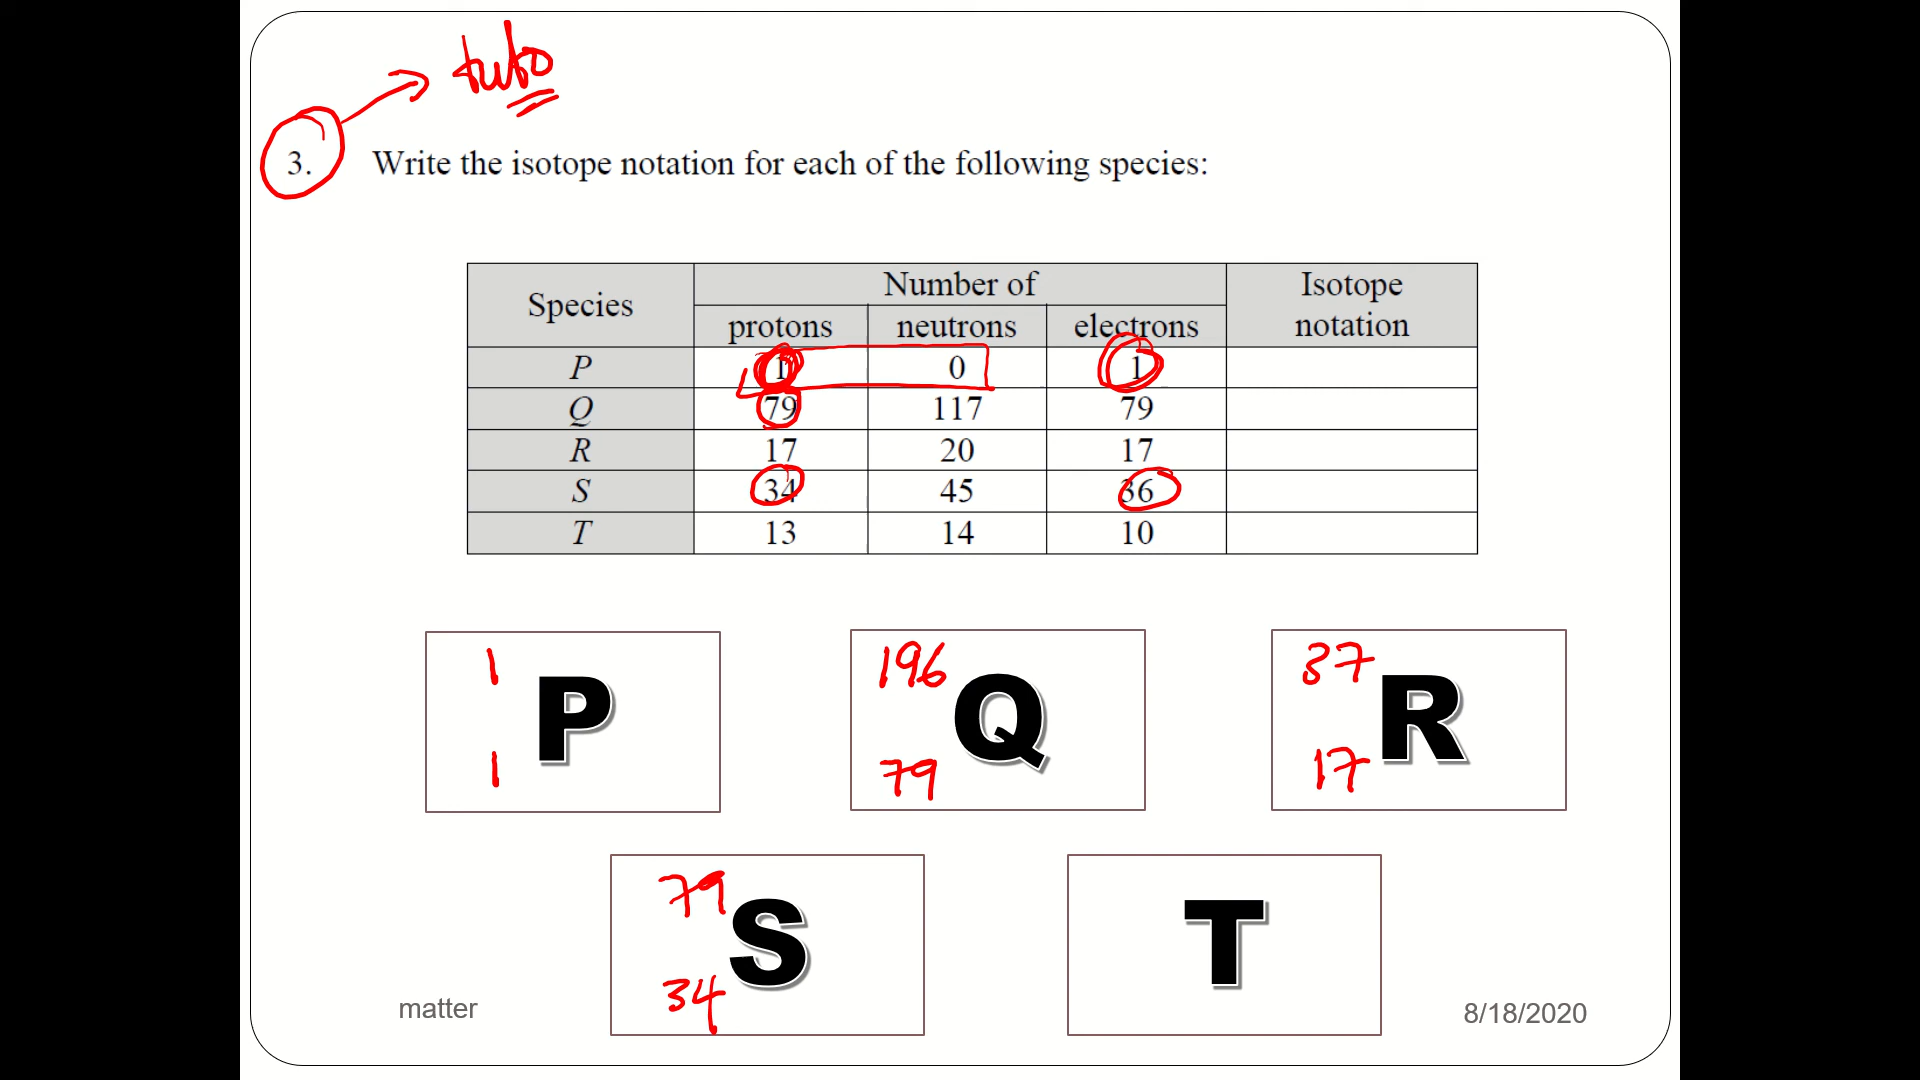 tuto
3. Write the isotope notation for each of the following species:
Species Number of Isotope notation
protons neutrons electrons
P 1 0 1
Q 79 117 79
R 17 20 17
S 34 45 36
T 13 14 10
1 196 37
P Q R
1 79 17
79
S T
34
matter 8/18/2020